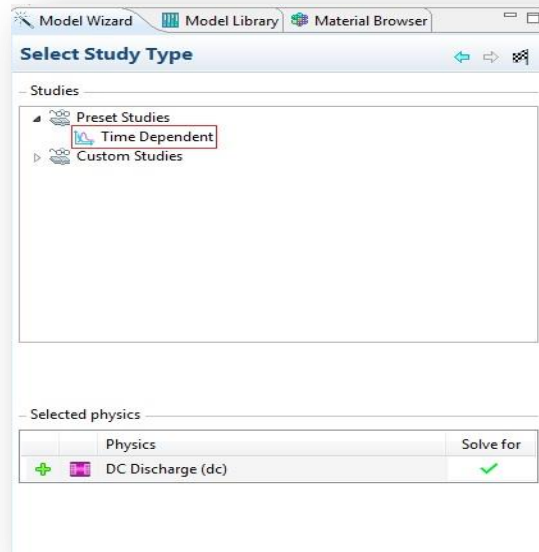 Model Wizard Model Library Material Browser
Select Study Type
Studies
Preset Studies
Time Dependent
Custom Studies
Selected physics
Physics Solve for
DC Discharge (dc)